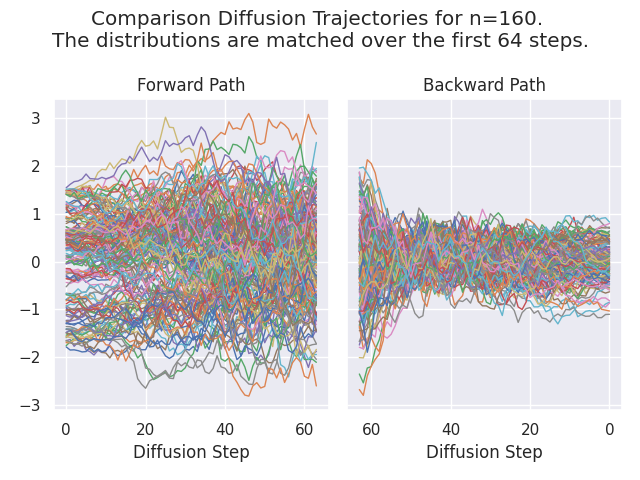 Comparison Diffusion Trajectories for n=160.
The distributions are matched over the first 64 steps.
Forward Path
Backward Path
3
2
1
0
−1
−2
−3
0 20 40 60
60 40 20 0
Diffusion Step
Diffusion Step